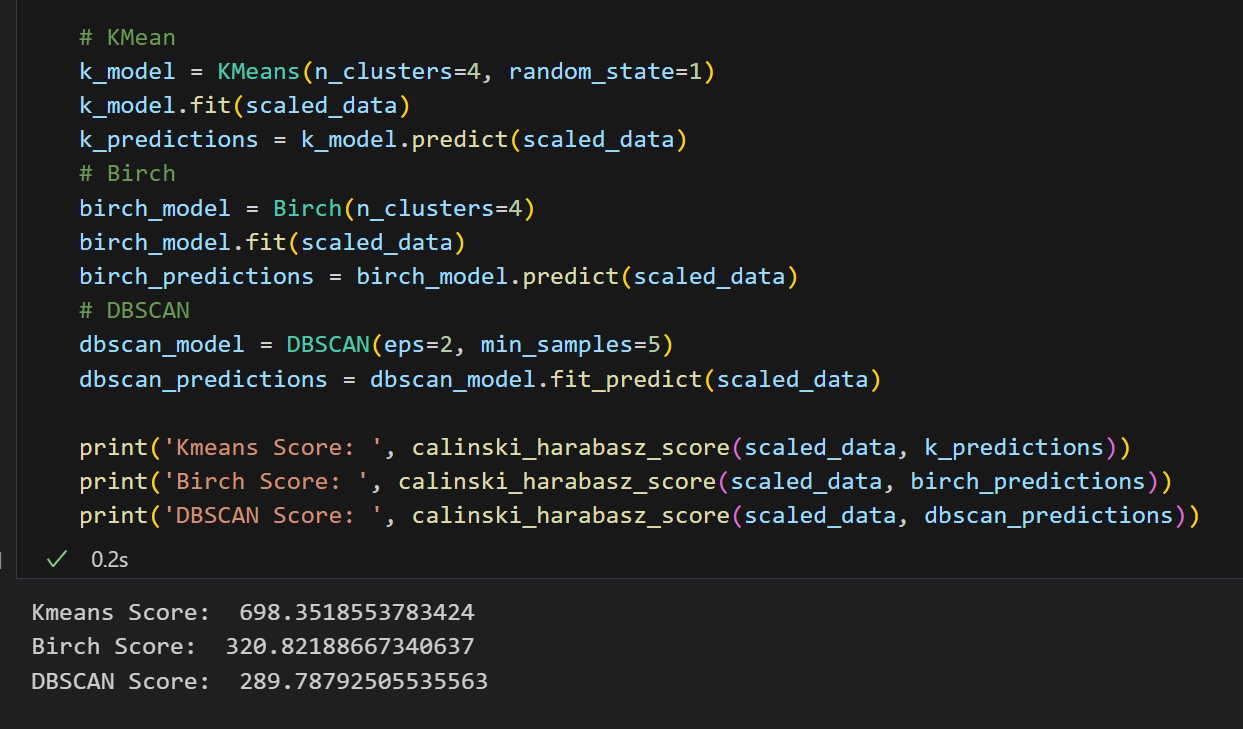 # KMean
k_model = KMeans(n_clusters=4, random_state=1)
k_model.fit(scaled_data)
k_predictions = k_model.predict(scaled_data)
# Birch
birch_model = Birch(n_clusters=4)
birch_model.fit(scaled_data)
birch_predictions = birch_model.predict(scaled_data)
# DBSCAN
dbscan_model = DBSCAN(eps=2, min_samples=5)
dbscan_predictions = dbscan_model.fit_predict(scaled_data)
print('Kmeans Score: ', calinski_harabasz_score(scaled_data, k_predictions))
print('Birch Score: ', calinski_harabasz_score(scaled_data, birch_predictions))
print('DBSCAN Score: ', calinski_harabasz_score(scaled_data, dbscan_predictions))
0.2s
Kmeans Score:  698.3518553783424
Birch Score:  320.82188667340637
DBSCAN Score:  289.78792505535563